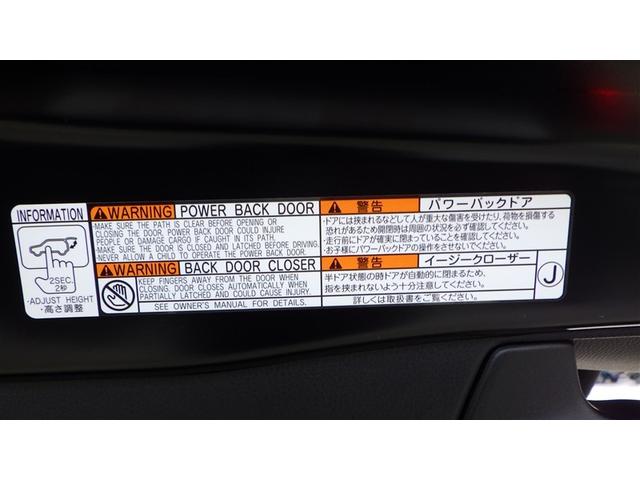 INFORMATION
2SEC.
2秒
・ADJUST HEIGHT
・高さ調整
WARNING POWER BACK DOOR
・MAKE SURE THE PATH IS CLEAR BEFORE OPENING OR
CLOSING THE DOOR. POWER BACK DOOR COULD INJURE
PEOPLE OR DAMAGE CARGO IF CAUGHT IN ITS PATH.
・MAKE SURE THE DOOR IS CLOSED AND LATCHED BEFORE DRIVING.
・NEVER ALLOW A CHILD TO OPERATE THE POWER BACK DOOR.
WARNING BACK DOOR CLOSER
KEEP FINGERS AWAY FROM THE DOOR WHEN
CLOSING. DOOR CLOSES AUTOMATICALLY WHEN
PARTIALLY LATCHED AND COULD CAUSE INJURY.
SEE OWNER'S MANUAL FOR DETAILS.
警告 パワーバックドア
・ドアには挟まれるなどして人が重大な傷害を受けたり、荷物を損傷する
恐れがあるため開閉時は周囲の状況を必ず確認してください。
・走行前にドアが確実に閉まっていることを確認してください。
・お子様にパワーバックドアの操作をさせないでください。
警告 イージークローザー
半ドア状態の時ドアが自動的に閉まるため、
指を挟まれないよう十分注意してください。
詳しくは取扱書をご覧ください。
J